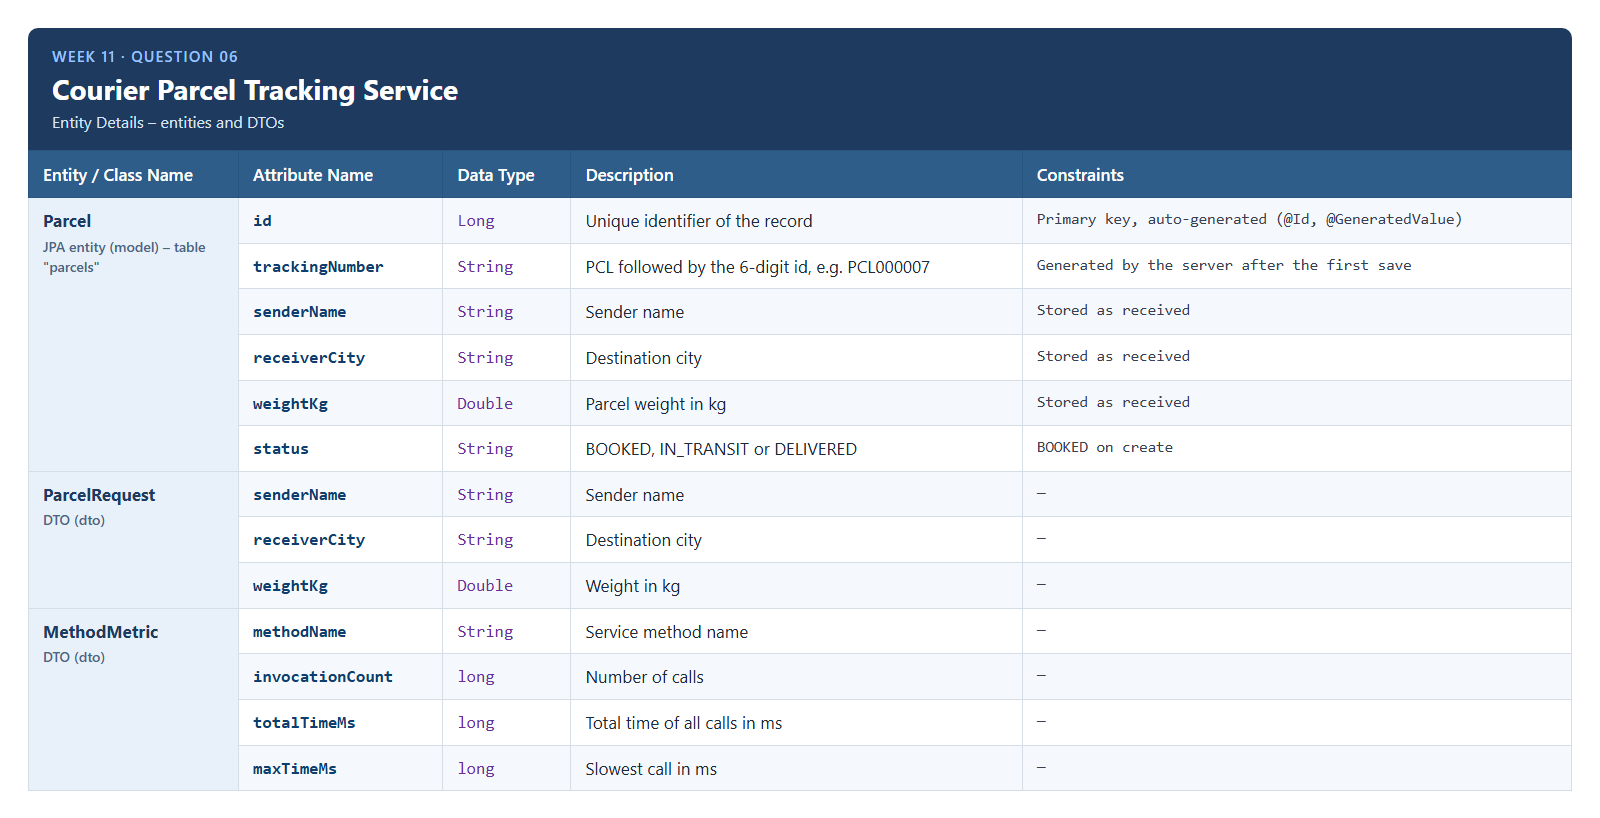 WEEK 11 · QUESTION 06
Courier Parcel Tracking Service
Entity Details – entities and DTOs
Entity / Class Name Attribute Name Data Type Description Constraints
Parcel id Long Unique identifier of the record Primary key, auto-generated (@Id, @GeneratedValue)
JPA entity (model) – table
"parcels"
trackingNumber String PCL followed by the 6-digit id, e.g. PCL000007 Generated by the server after the first save
senderName String Sender name Stored as received
receiverCity String Destination city Stored as received
weightKg Double Parcel weight in kg Stored as received
status String BOOKED, IN_TRANSIT or DELIVERED BOOKED on create
ParcelRequest senderName String Sender name –
DTO (dto)
receiverCity String Destination city –
weightKg Double Weight in kg –
MethodMetric methodName String Service method name –
DTO (dto)
invocationCount long Number of calls –
totalTimeMs long Total time of all calls in ms –
maxTimeMs long Slowest call in ms –